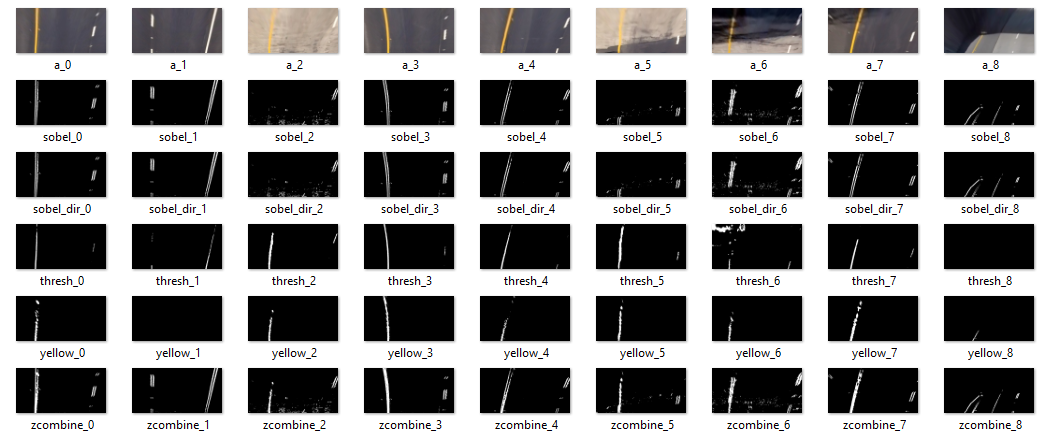 a_0 a_1 a_2 a_3 a_4 a_5 a_6 a_7 a_8
sobel_0 sobel_1 sobel_2 sobel_3 sobel_4 sobel_5 sobel_6 sobel_7 sobel_8
sobel_dir_0 sobel_dir_1 sobel_dir_2 sobel_dir_3 sobel_dir_4 sobel_dir_5 sobel_dir_6 sobel_dir_7 sobel_dir_8
thresh_0 thresh_1 thresh_2 thresh_3 thresh_4 thresh_5 thresh_6 thresh_7 thresh_8
yellow_0 yellow_1 yellow_2 yellow_3 yellow_4 yellow_5 yellow_6 yellow_7 yellow_8
zcombine_0 zcombine_1 zcombine_2 zcombine_3 zcombine_4 zcombine_5 zcombine_6 zcombine_7 zcombine_8